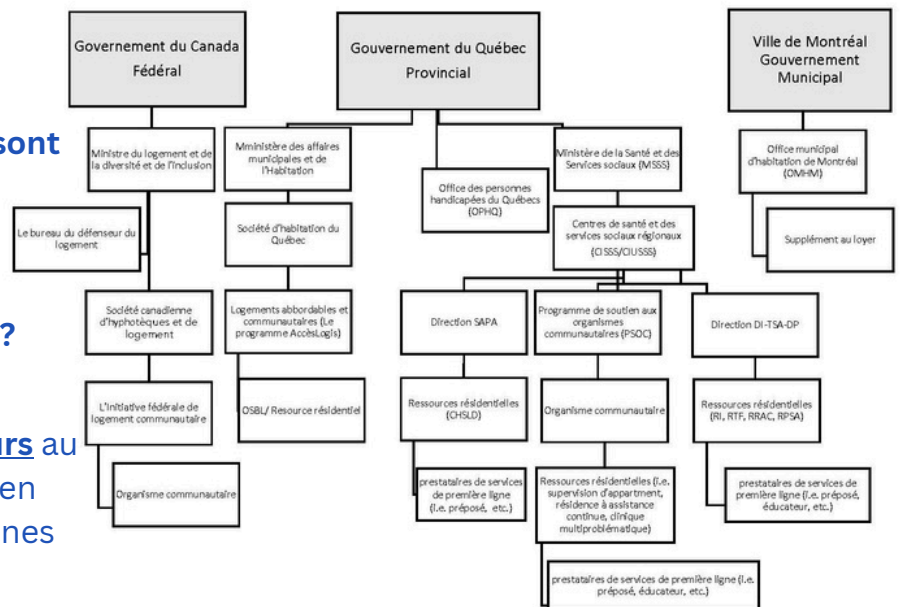 sont
?
urs au
en
nes
Governement du Canada
Fédéral
Gouvernement du Québec
Provincial
Ville de Montréal
Gouvernement
Municipal
Ministre du logement et de
la diversité et de l'inclusion
Mministère des affaires
municipales et de
l'Habitation
Office des personnes
handicapées du Québecs
(OPHQ)
Ministère de la Santé et des
Services sociaux (MSSS)
Office municipal
d'habitation de Montréal
(OMHM)
Le bureau du défenseur du
logement
Société d'habitation du
Québec
Centres de santé et des
services sociaux régionaux
(CISSS/CIUSSS)
Supplément au loyer
Société canadienne
d'hyphotèques et de
logement
Logements abbordables et
communautaires (Le
programme AccèsLogis)
Direction SAPA
Programme de soutien aux
organismes
communautaires (PSOC)
Direction DI-TSA-DP
L'Initiative fédérale de
logement communautaire
OSBL/ Resource résidentiel
Ressources résidentielles
(CHSLD)
Organisme communautaire
Ressources résidentielles
(RI, RTF, RRAC, RPSA)
Organisme communautaire
prestataires de services
de première ligne
(i.e. préposé, etc.)
Ressources résidentielles (i.e.
supervision d'appartment,
résidence à assistance
continue, clinique
multiproblématique)
prestataires de services de
première ligne (i.e. préposé,
éducateur, etc.)
prestataires de services de première ligne (i.e.
préposé, éducateur, etc.)